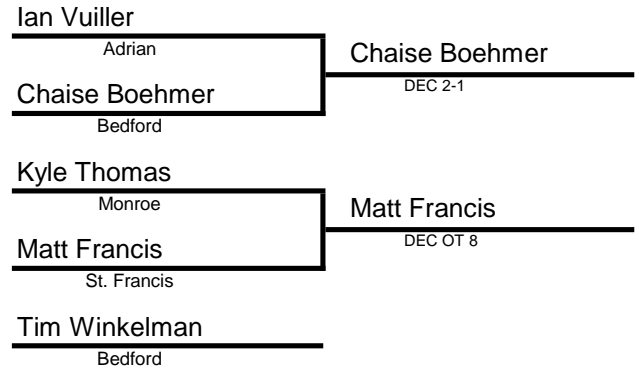 Ian Vuiller
Adrian
Chaise Boehmer
DEC 2-1
Chaise Boehmer
Bedford
Kyle Thomas
Monroe
Matt Francis
DEC OT 8
Matt Francis
St. Francis
Tim Winkelman
Bedford